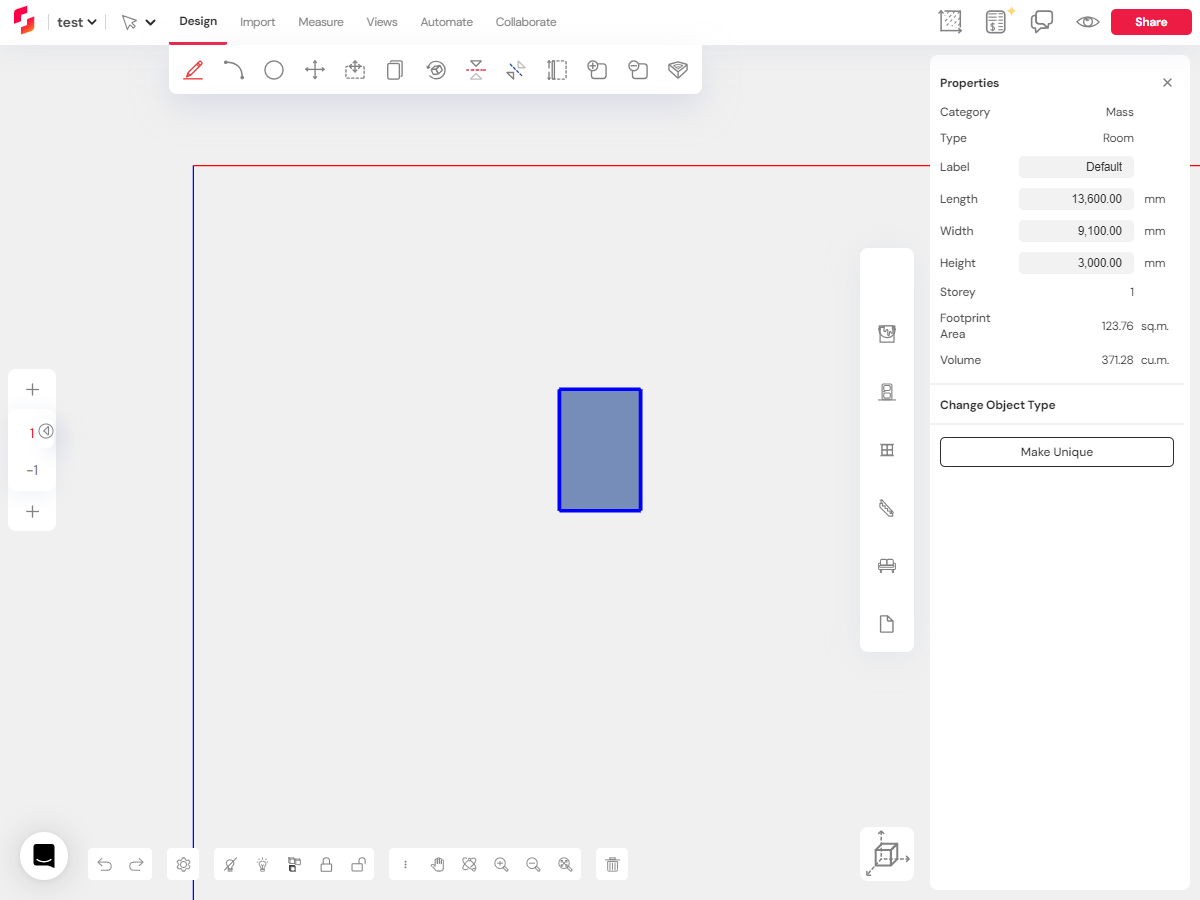 test
Design
Import
Measure
Views
Automate
Collaborate
Share
Properties
Category Mass
Type Room
Label Default
Length 13,600.00 mm
Width 9,100.00 mm
Height 3,000.00 mm
Storey 1
Footprint
Area 123.76 sq.m.
Volume 371.28 cu.m.
Change Object Type
Make Unique
1
-1